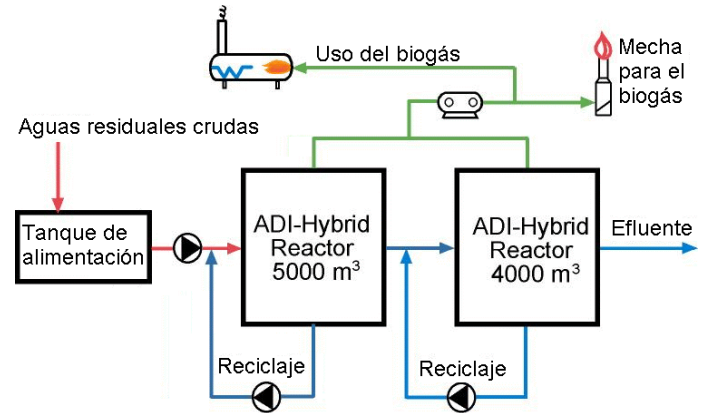 Uso del biogás
Mecha
para el
biogás
Aguas residuales crudas
Tanque de
alimentación
ADI-Hybrid
Reactor
5000 m³
ADI-Hybrid
Reactor
4000 m³
Efluente
Reciclaje
Reciclaje